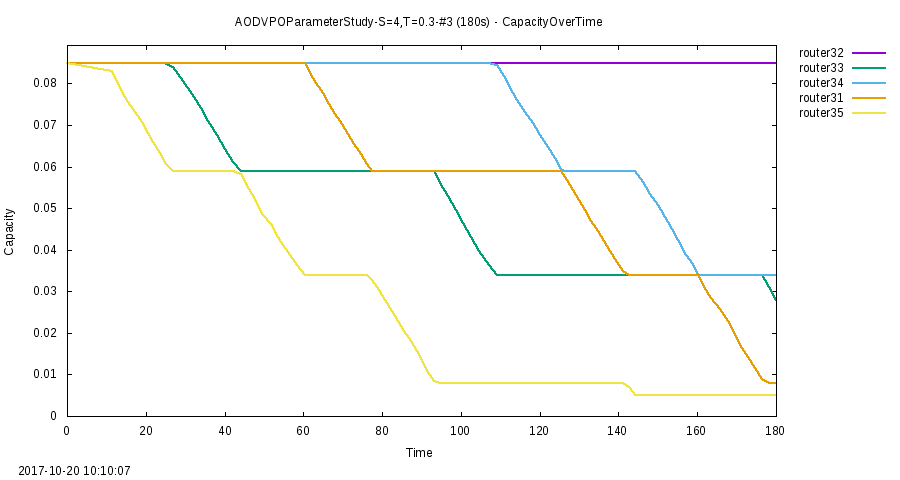 AODVPOParameterStudy-S=4,T=0.3-#3 (180s) - CapacityOverTime
router32
router33
router34
router31
router35
0.08
0.07
0.06
0.05
0.04
0.03
0.02
0.01
0
Capacity
0 20 40 60 80 100 120 140 160 180
Time
2017-10-20 10:10:07